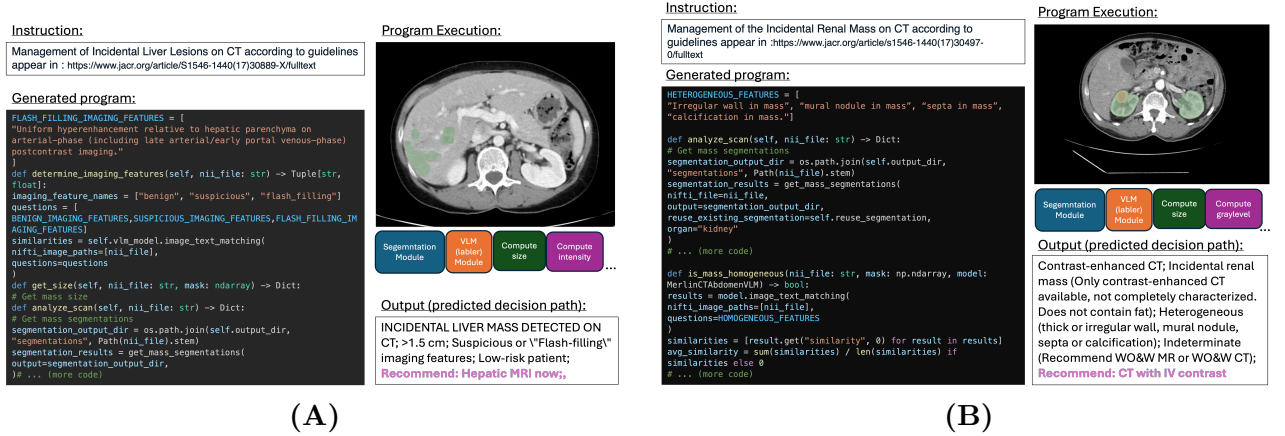 Instruction:
Management of Incidental Liver Lesions on CT according to guidelines
appear in : https://www.jacr.org/article/S1546-1440(17)30889-X/fulltext
Generated program:
FLASH_FILLING_IMAGING_FEATURES = [
"Uniform hyperenhancement relative to hepatic parenchyma on
arterial-phase (including late arterial/early portal venous-phase)
postcontrast imaging."
]
def determine_imaging_features(self, nii_file: str) -> Tuple[str,
float]:
imaging_feature_names = ["benign", "suspicious", "flash_filling"]
questions = [
BENIGN_IMAGING_FEATURES,SUSPICIOUS_IMAGING_FEATURES,FLASH_FILLING_IM
AGING_FEATURES]
similarities = self.vlm_model.image_text_matching(
nifti_image_paths=[nii_file],
questions=questions
)
def get_size(self, nii_file: str, mask: ndarray) -> Dict:
# Get mass size
def analyze_scan(self, nii_file: str) -> Dict:
# Get mass segmentations
segmentation_output_dir = os.path.join(self.output_dir,
"segmentations", Path(nii_file).stem)
segmentation_results = get_mass_segmentations(
output=segmentation_output_dir,
)# ... (more code)
Program Execution:
Segemntation
Module
VLM
(labler)
Module
Compute
size
Compute
intensity
...
Output (predicted decision path):
INCIDENTAL LIVER MASS DETECTED ON
CT; >1.5 cm; Suspicious or \"Flash-filling\"
imaging features; Low-risk patient;
Recommend: Hepatic MRI now;,
(A)
Instruction:
Management of the Incidental Renal Mass on CT according to
guidelines appear in :https://www.jacr.org/article/s1546-1440(17)30497-
0/fulltext
Generated program:
HETEROGENEOUS_FEATURES = [
"Irregular wall in mass", "mural nodule in mass", "septa in mass",
"calcification in mass."]
def analyze_scan(self, nii_file: str) -> Dict:
# Get mass segmentations
segmentation_output_dir = os.path.join(self.output_dir,
"segmentations", Path(nii_file).stem)
segmentation_results = get_mass_segmentations(
nifti_file=nii_file,
output=segmentation_output_dir,
reuse_existing_segmentation=self.reuse_segmentation,
organ="kidney"
)
# ... (more code)
def is_mass_homogeneous(nii_file: str, mask: np.ndarray, model:
MerlinCTAbdomenVLM) -> bool:
results = model.image_text_matching(
nifti_image_paths=[nii_file],
questions=HOMOGENEOUS_FEATURES
)
similarities = [result.get("similarity", 0) for result in results]
avg_similarity = sum(similarities) / len(similarities) if
similarities else 0
# ... (more code)
Program Execution:
Segmentation
Module
VLM
(labler)
Module
Compute
size
Compute
graylevel
...
Output (predicted decision path):
Contrast-enhanced CT; Incidental renal
mass (Only contrast-enhanced CT
available, not completely characterized.
Does not contain fat); Heterogeneous
(thick or irregular wall, mural nodule,
septa or calcification); Indeterminate
(Recommend WO&W MR or WO&W CT);
Recommend: CT with IV contrast
(B)